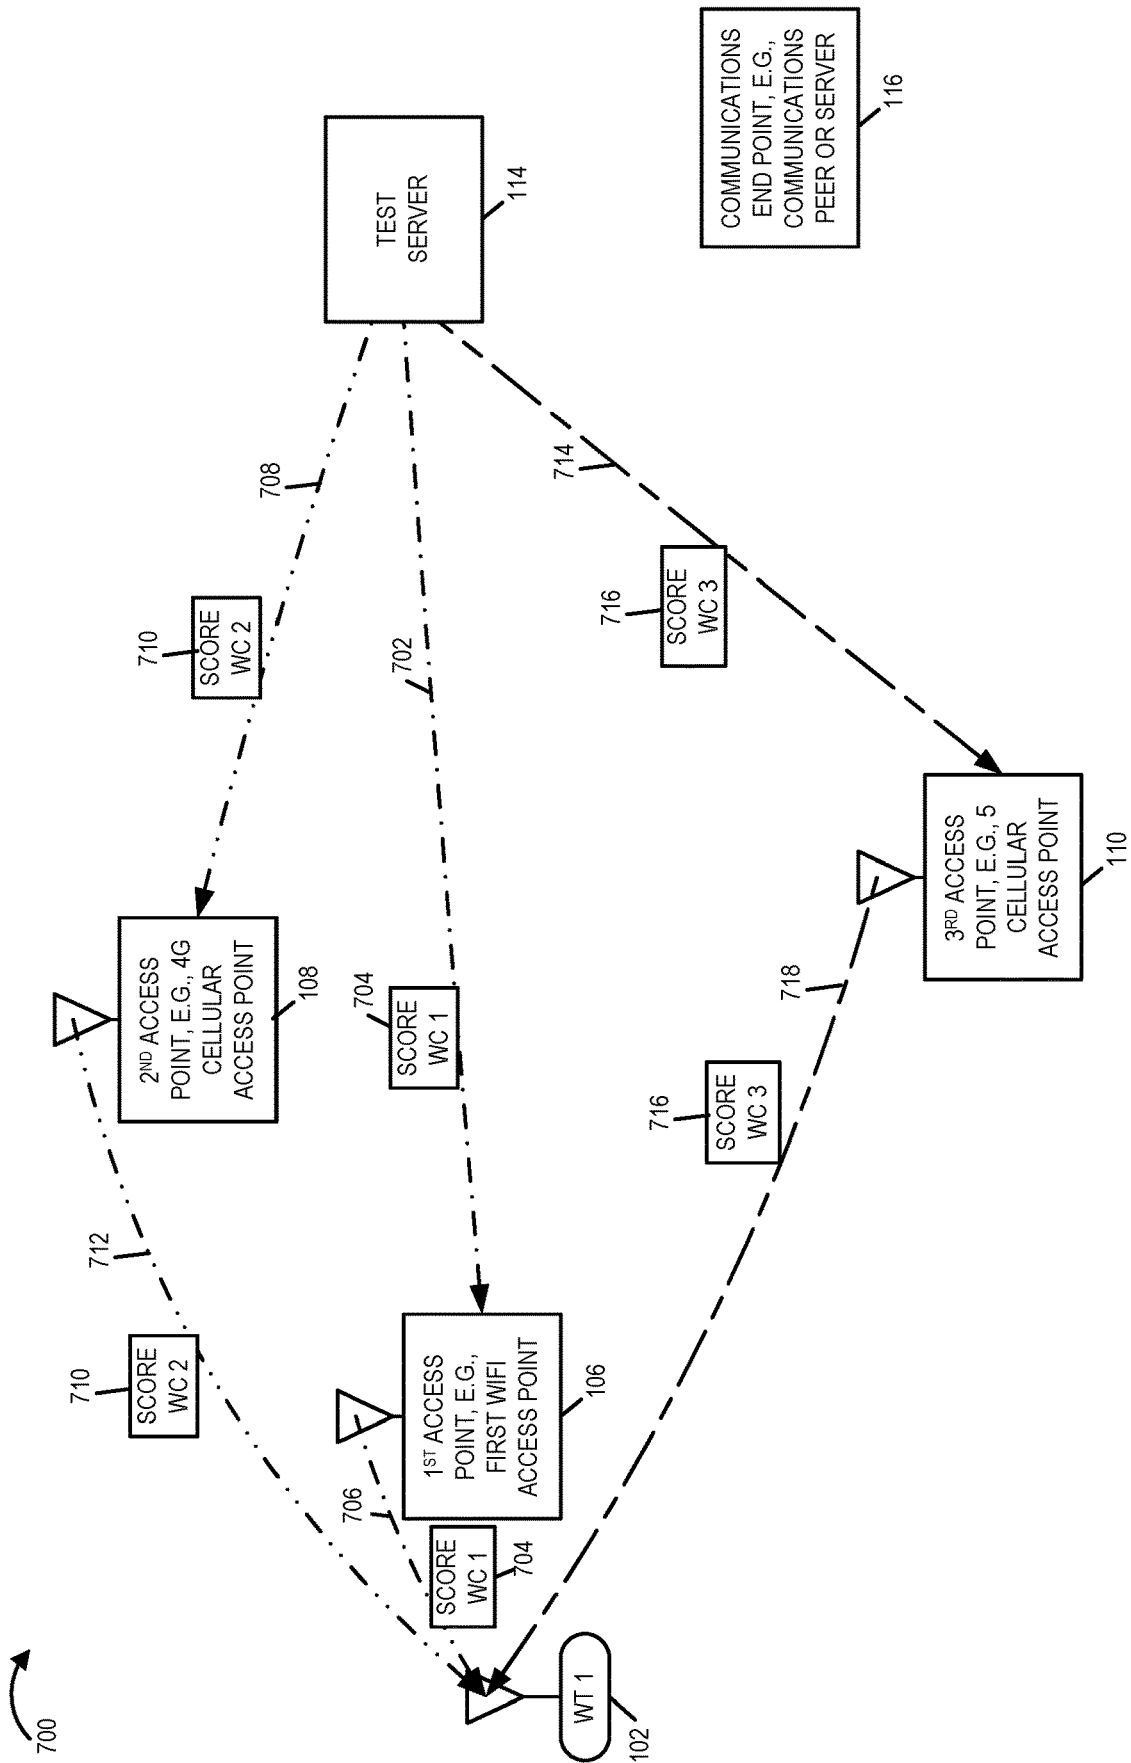 700
712
710
SCORE
WC 2
2ND ACCESS
POINT, E.G., 4G
CELLULAR
ACCESS POINT
108
710
SCORE
WC 2
708
TEST
SERVER
114
702
704
SCORE
WC 1
1ST ACCESS
POINT, E.G.,
FIRST WIFI
ACCESS POINT
106
706
SCORE
WC 1
704
WT 1
102
714
716
SCORE
WC 3
716
SCORE
WC 3
718
3RD ACCESS
POINT, E.G., 5
CELLULAR
ACCESS POINT
110
COMMUNICATIONS
END POINT, E.G.,
COMMUNICATIONS
PEER OR SERVER
116